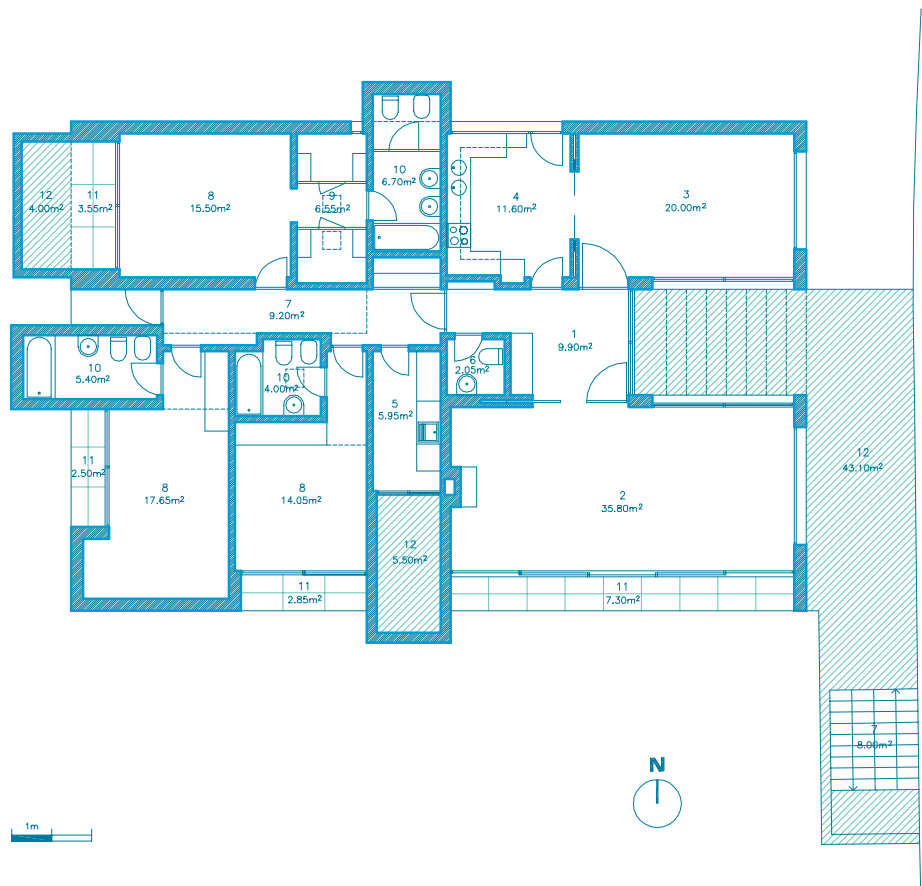 10
6.70m²
12
4.00m²
11
3.55m²
8
15.50m²
9
6.55m²
4
11.60m²
3
20.00m²
7
9.20m²
1
9.90m²
10
5.40m²
10
4.00m²
6
2.05m²
5
5.95m²
11
2.50m²
8
17.65m²
8
14.05m²
2
35.80m²
12
43.10m²
12
5.50m²
11
2.85m²
11
7.30m²
7
8.00m²
N
1m